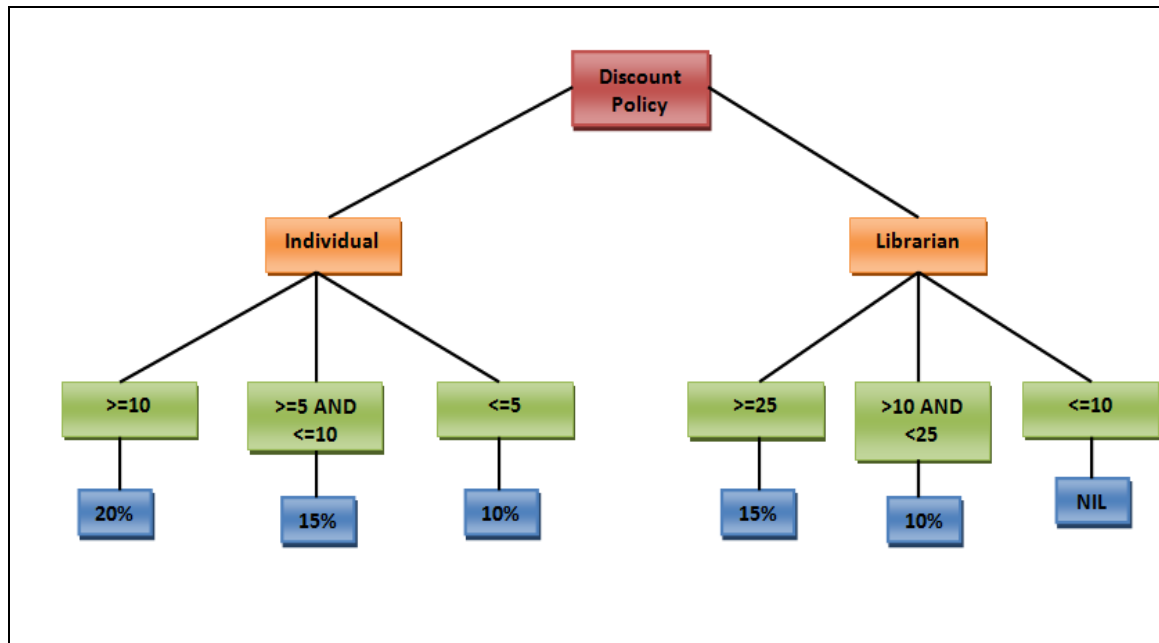 Discount
Policy
Individual
Librarian
>=10
>=5 AND
<=10
<=5
>=25
>10 AND
<25
<=10
20%
15%
10%
15%
10%
NIL